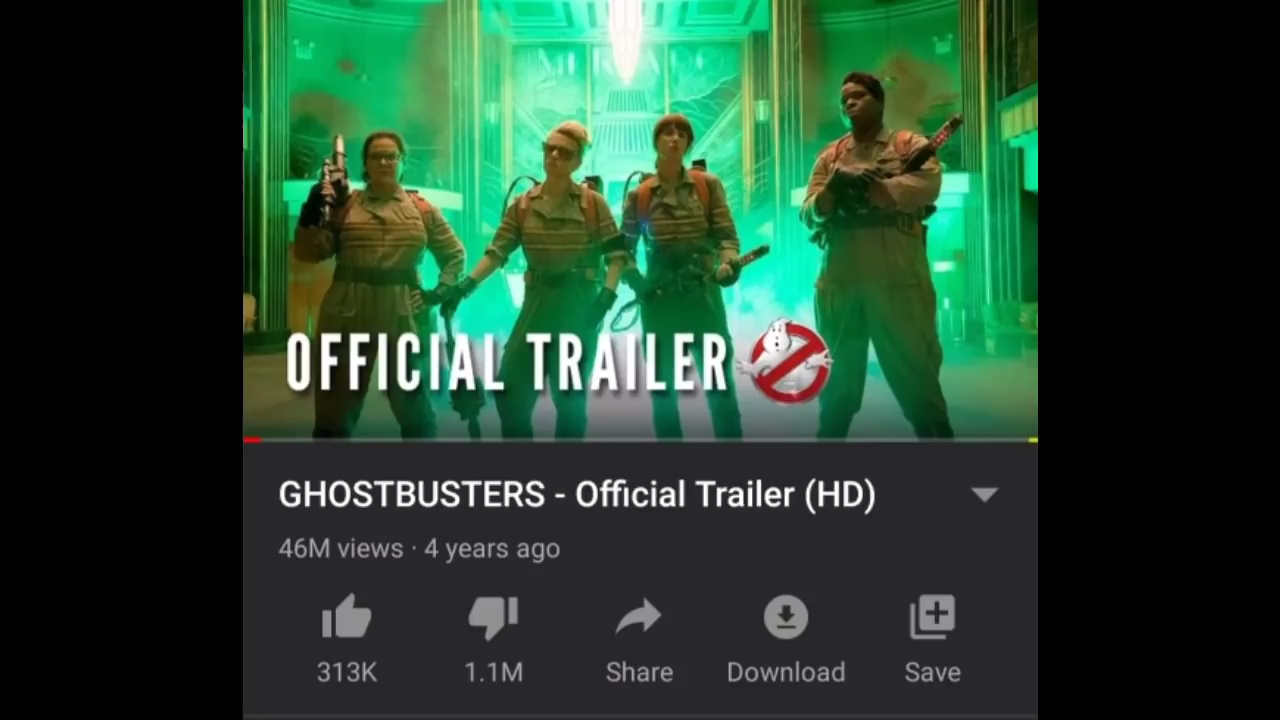 OFFICIAL TRAILER
GHOSTBUSTERS - Official Trailer (HD)
46M views · 4 years ago
313K 1.1M Share Download Save